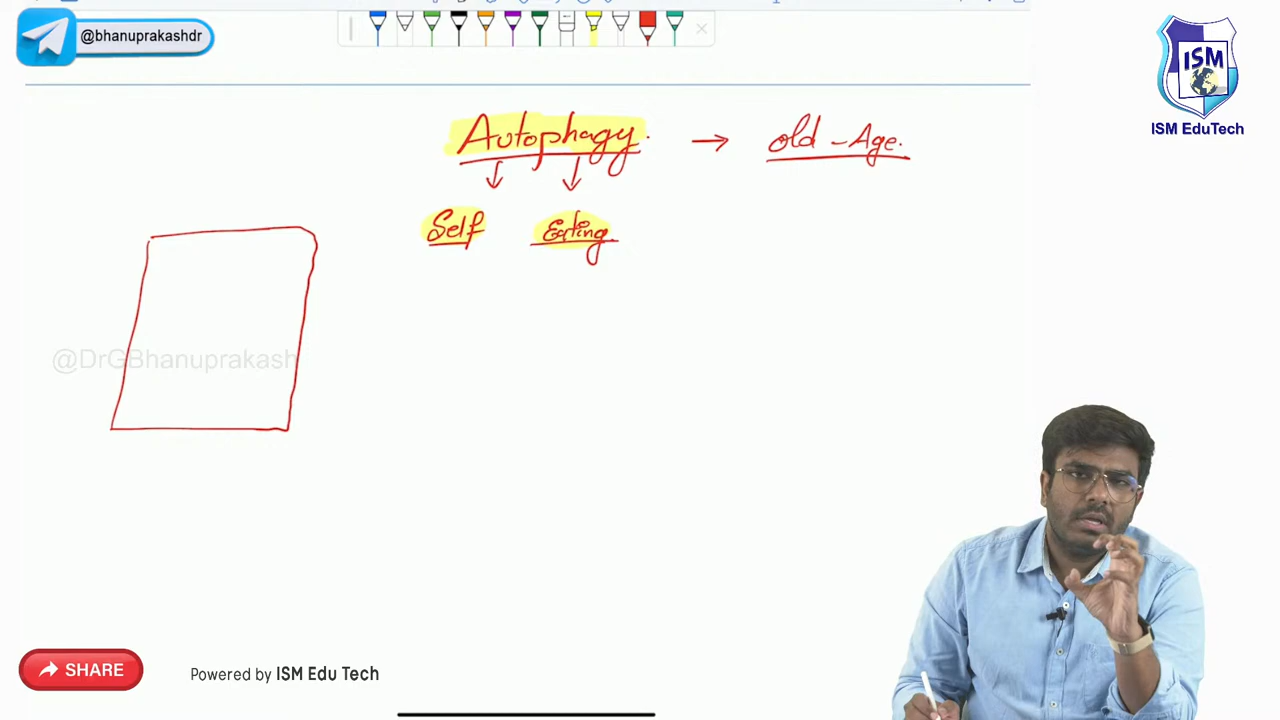 @bhanuprakashdr
ISM
ISM EduTech
Autophagy. → old-Age.
Self Eating.
@DrGBhanuprakash
SHARE
Powered by ISM Edu Tech